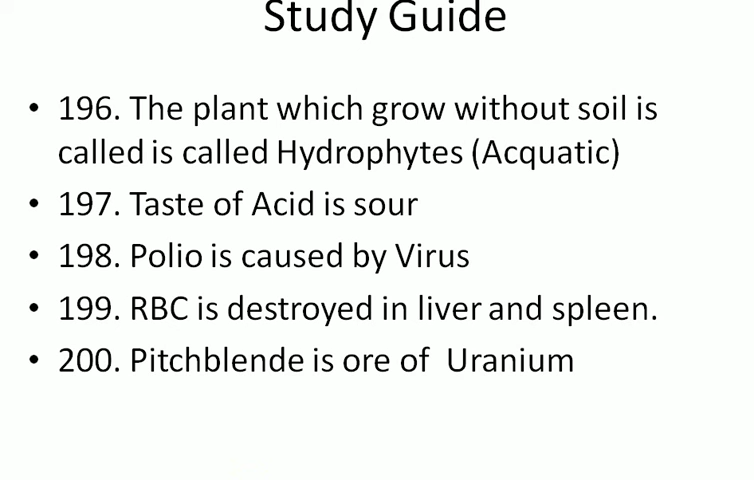 Study Guide
• 196. The plant which grow without soil is
called is called Hydrophytes (Acquatic)
• 197. Taste of Acid is sour
• 198. Polio is caused by Virus
• 199. RBC is destroyed in liver and spleen.
• 200. Pitchblende is ore of  Uranium